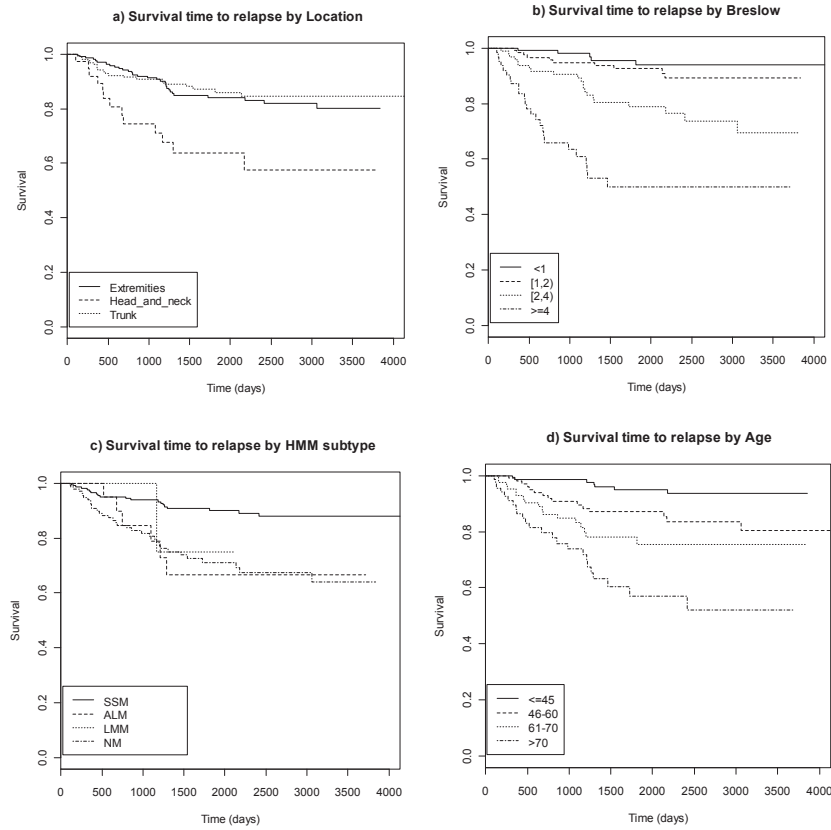 a) Survival time to relapse by Location
Survival
1.0
0.8
0.6
0.4
0.2
0.0
Extremities
Head_and_neck
Trunk
0 500 1000 1500 2000 2500 3000 3500 4000
Time (days)
b) Survival time to relapse by Breslow
Survival
1.0
0.8
0.6
0.4
0.2
0.0
<1
[1,2)
[2,4)
>=4
0 500 1000 1500 2000 2500 3000 3500 4000
Time (days)
c) Survival time to relapse by HMM subtype
Survival
1.0
0.8
0.6
0.4
0.2
0.0
SSM
ALM
LMM
NM
0 500 1000 1500 2000 2500 3000 3500 4000
Time (days)
d) Survival time to relapse by Age
Survival
1.0
0.8
0.6
0.4
0.2
0.0
<=45
46-60
61-70
>70
0 500 1000 1500 2000 2500 3000 3500 4000
Time (days)